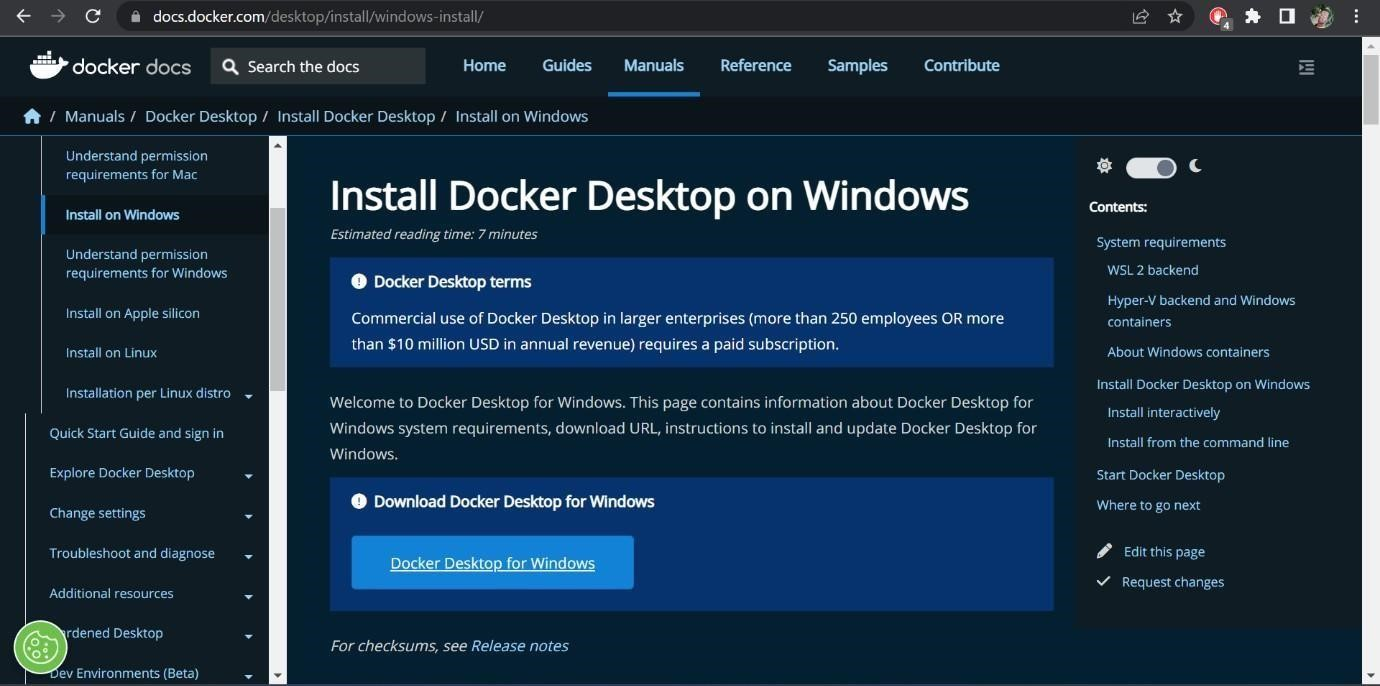 docs.docker.com/desktop/install/windows-install/
4
docker docs
Search the docs
Home Guides Manuals Reference Samples Contribute
/ Manuals / Docker Desktop / Install Docker Desktop / Install on Windows
Understand permission
requirements for Mac
Install on Windows
Understand permission
requirements for Windows
Install on Apple silicon
Install on Linux
Installation per Linux distro
Quick Start Guide and sign in
Explore Docker Desktop
Change settings
Troubleshoot and diagnose
Additional resources
rdened Desktop
Dev Environments (Beta)
Install Docker Desktop on Windows
Estimated reading time: 7 minutes
Docker Desktop terms
Commercial use of Docker Desktop in larger enterprises (more than 250 employees OR more
than $10 million USD in annual revenue) requires a paid subscription.
Welcome to Docker Desktop for Windows. This page contains information about Docker Desktop for
Windows system requirements, download URL, instructions to install and update Docker Desktop for
Windows.
Download Docker Desktop for Windows
Docker Desktop for Windows
For checksums, see Release notes
Contents:
System requirements
WSL 2 backend
Hyper-V backend and Windows
containers
About Windows containers
Install Docker Desktop on Windows
Install interactively
Install from the command line
Start Docker Desktop
Where to go next
Edit this page
Request changes